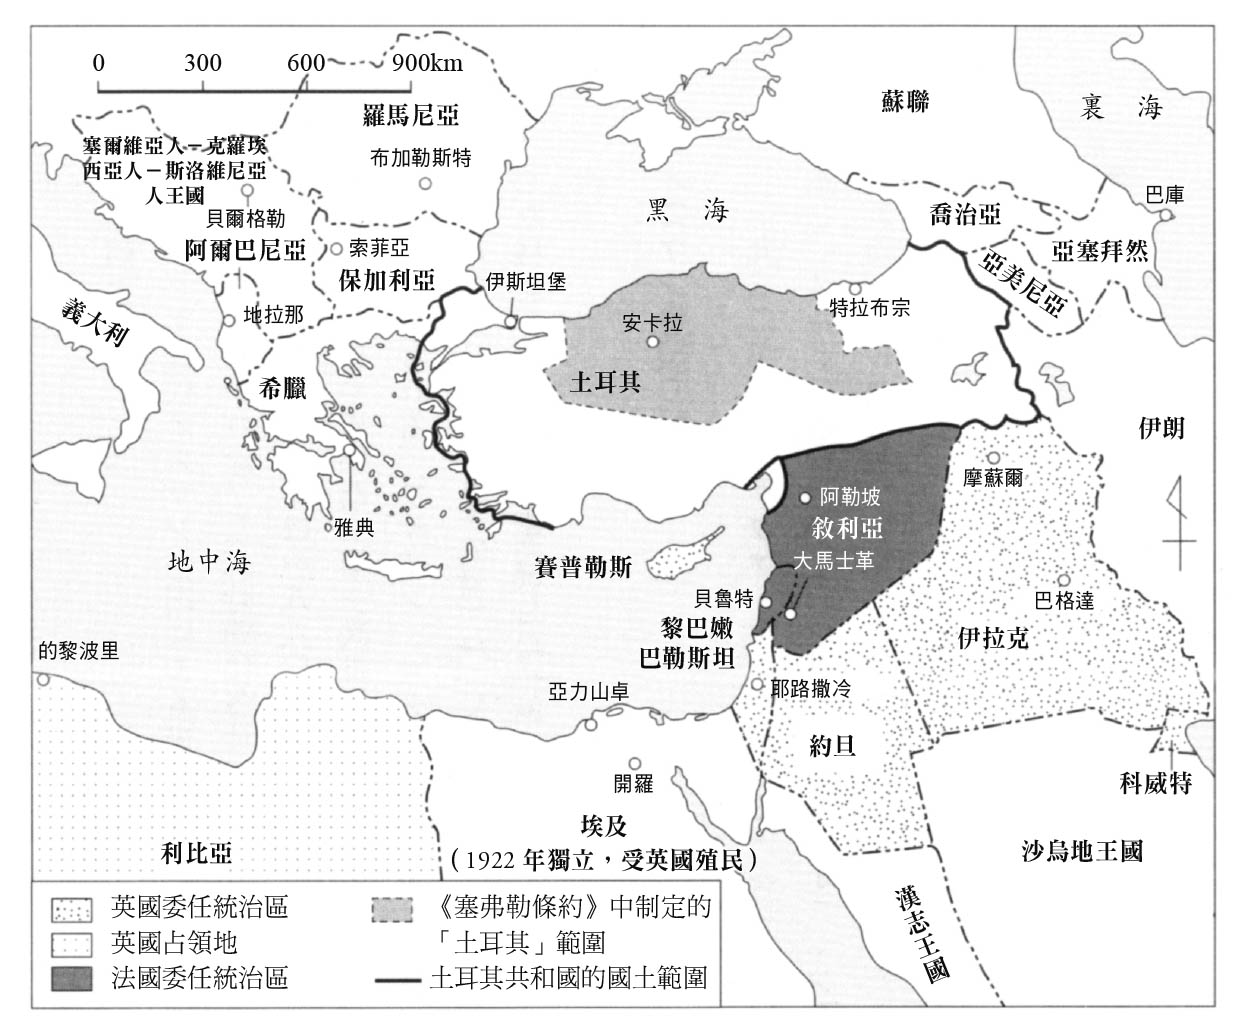 0 300 600 900km
羅馬尼亞
蘇聯
裏 海
塞爾維亞人－克羅埃
西亞人－斯洛維尼亞
人王國
布加勒斯特
貝爾格勒
黑 海
巴庫
喬治亞
阿爾巴尼亞
索菲亞
保加利亞
亞塞拜然
亞美尼亞
伊斯坦堡
義大利
地拉那
安卡拉
特拉布宗
希臘
土耳其
伊朗
摩蘇爾
阿勒坡
敘利亞
雅典
地中海
賽普勒斯
大馬士革
貝魯特
巴格達
黎巴嫩
巴勒斯坦
伊拉克
的黎波里
亞力山卓
耶路撒冷
約旦
開羅
科威特
埃及
（1922 年獨立，受英國殖民）
利比亞
沙烏地王國
漢志王國
英國委任統治區
英國占領地
法國委任統治區
《塞弗勒條約》中制定的
「土耳其」範圍
土耳其共和國的國土範圍